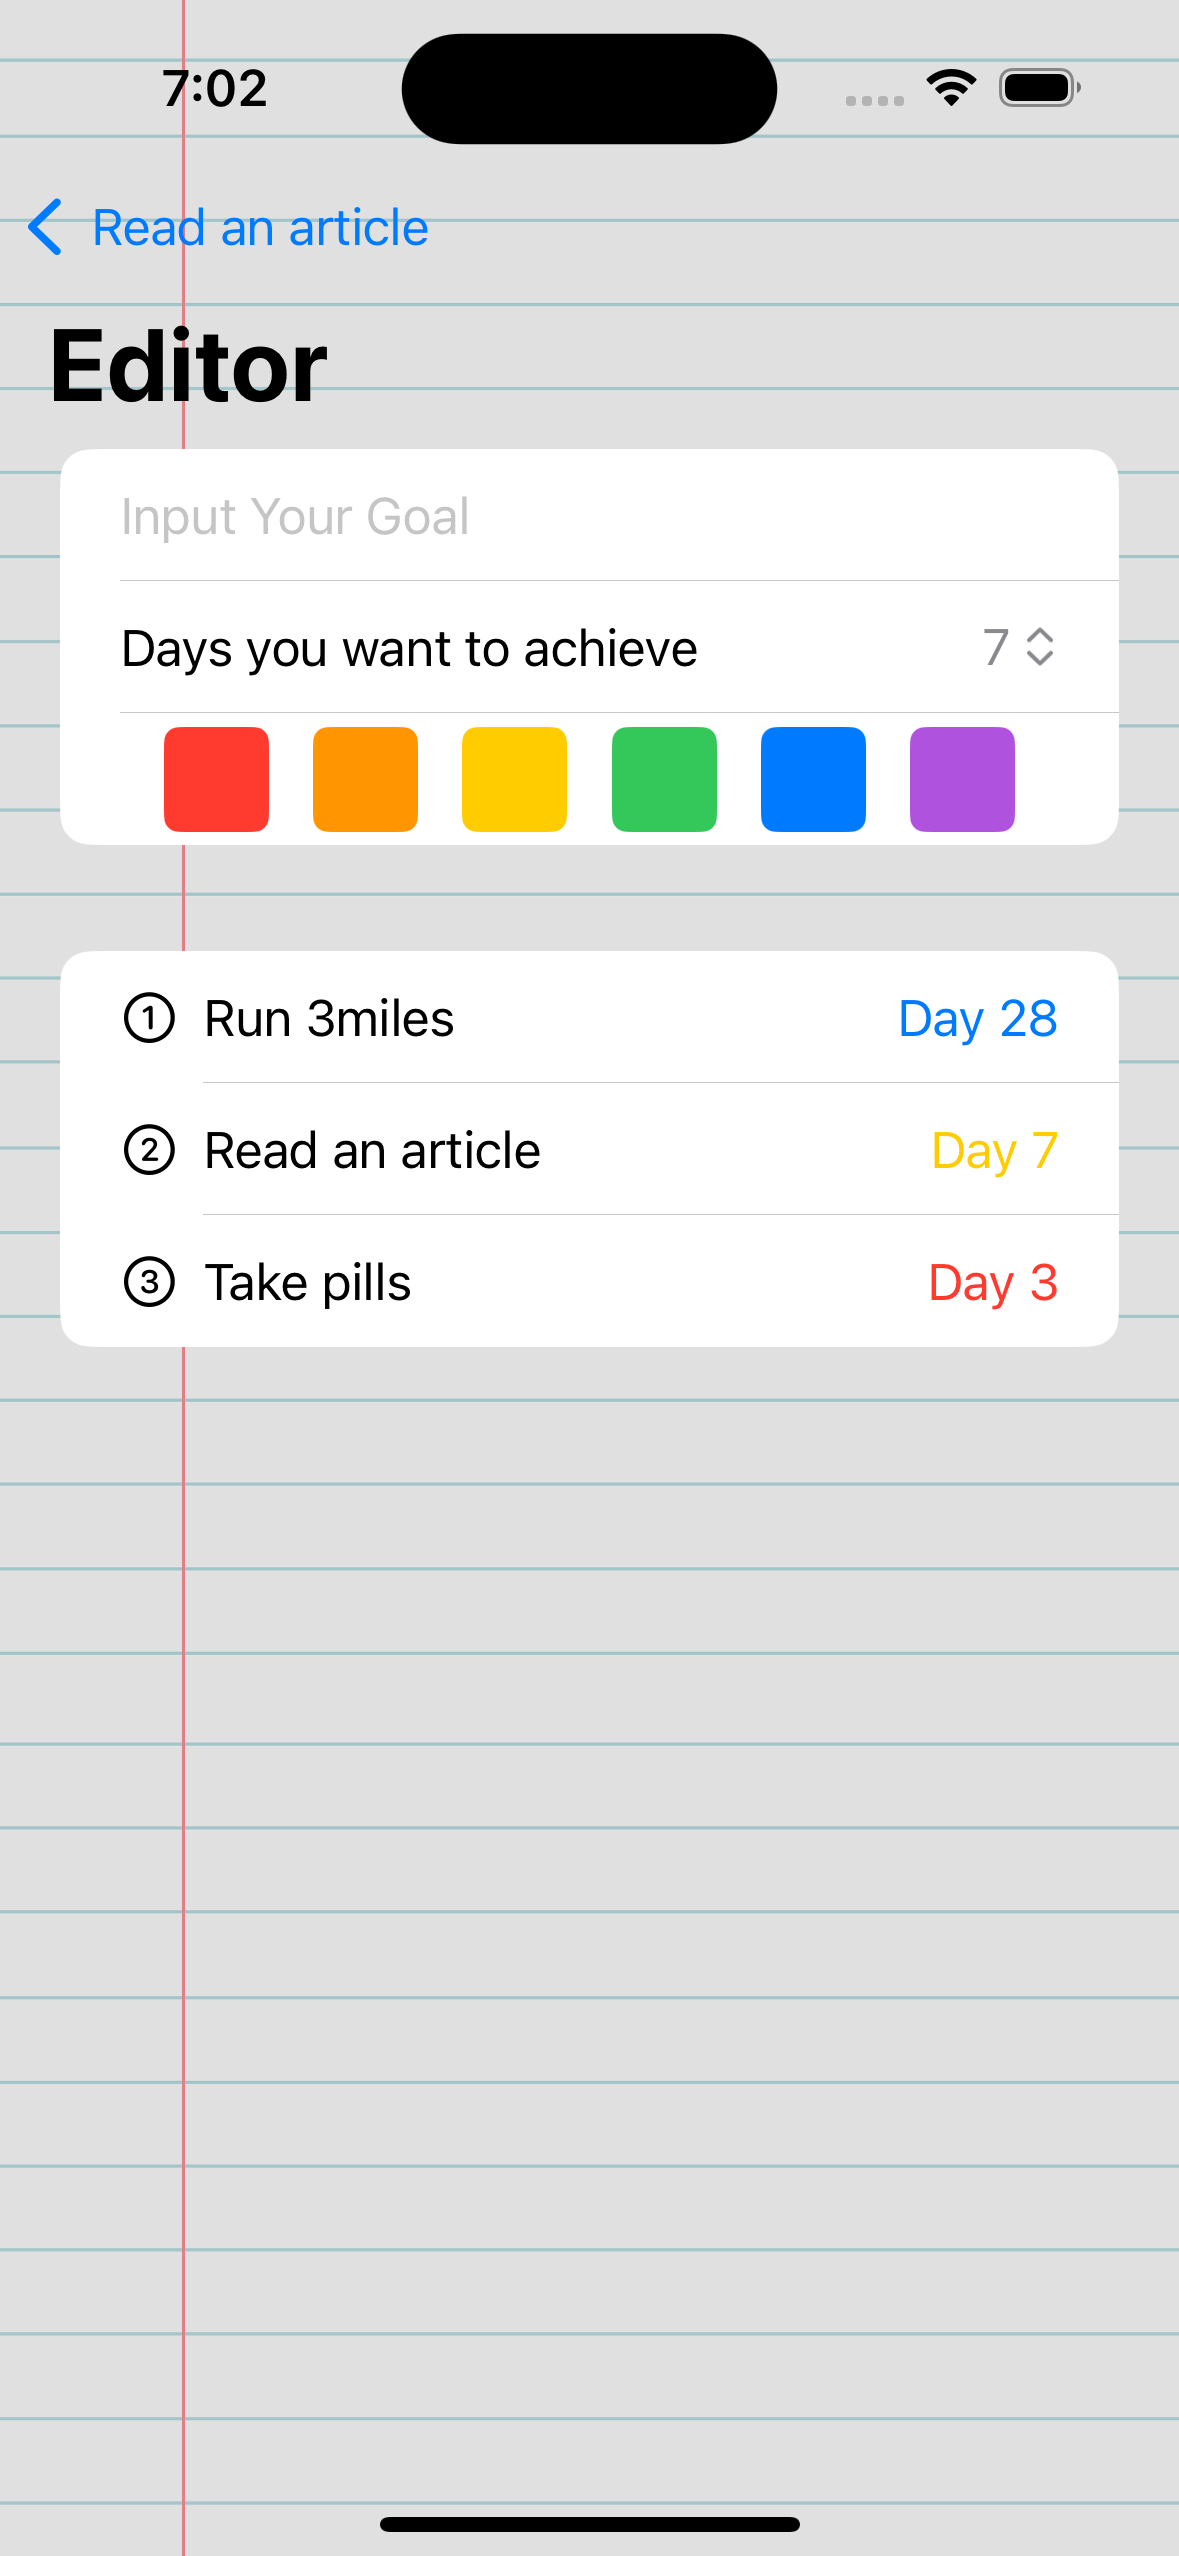 7:02
Read an article
Editor
Input Your Goal
Days you want to achieve 7
1 Run 3miles Day 28
2 Read an article Day 7
3 Take pills Day 3